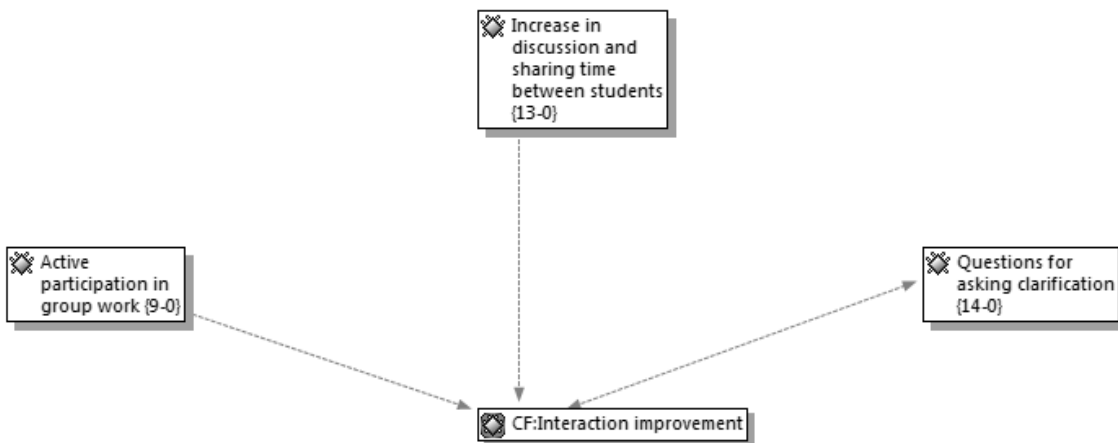 Increase in
discussion and
sharing time
between students
{13-0}
Active
participation in
group work {9-0}
Questions for
asking clarification
{14-0}
CF:Interaction improvement